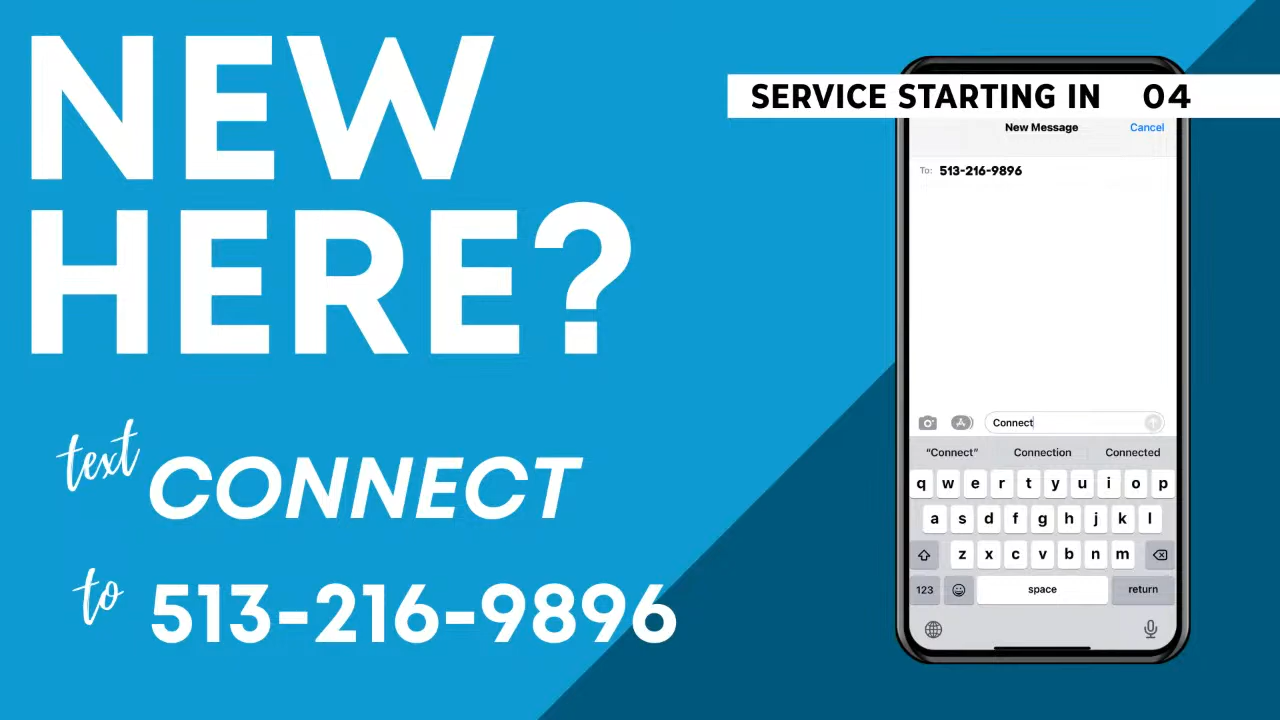 NEW
HERE?
text CONNECT
to 513-216-9896
SERVICE STARTING IN 04
New Message Cancel
To: 513-216-9896
Connect
“Connect” Connection Connected
q w e r t y u i o p
a s d f g h j k l
z x c v b n m
123 space return